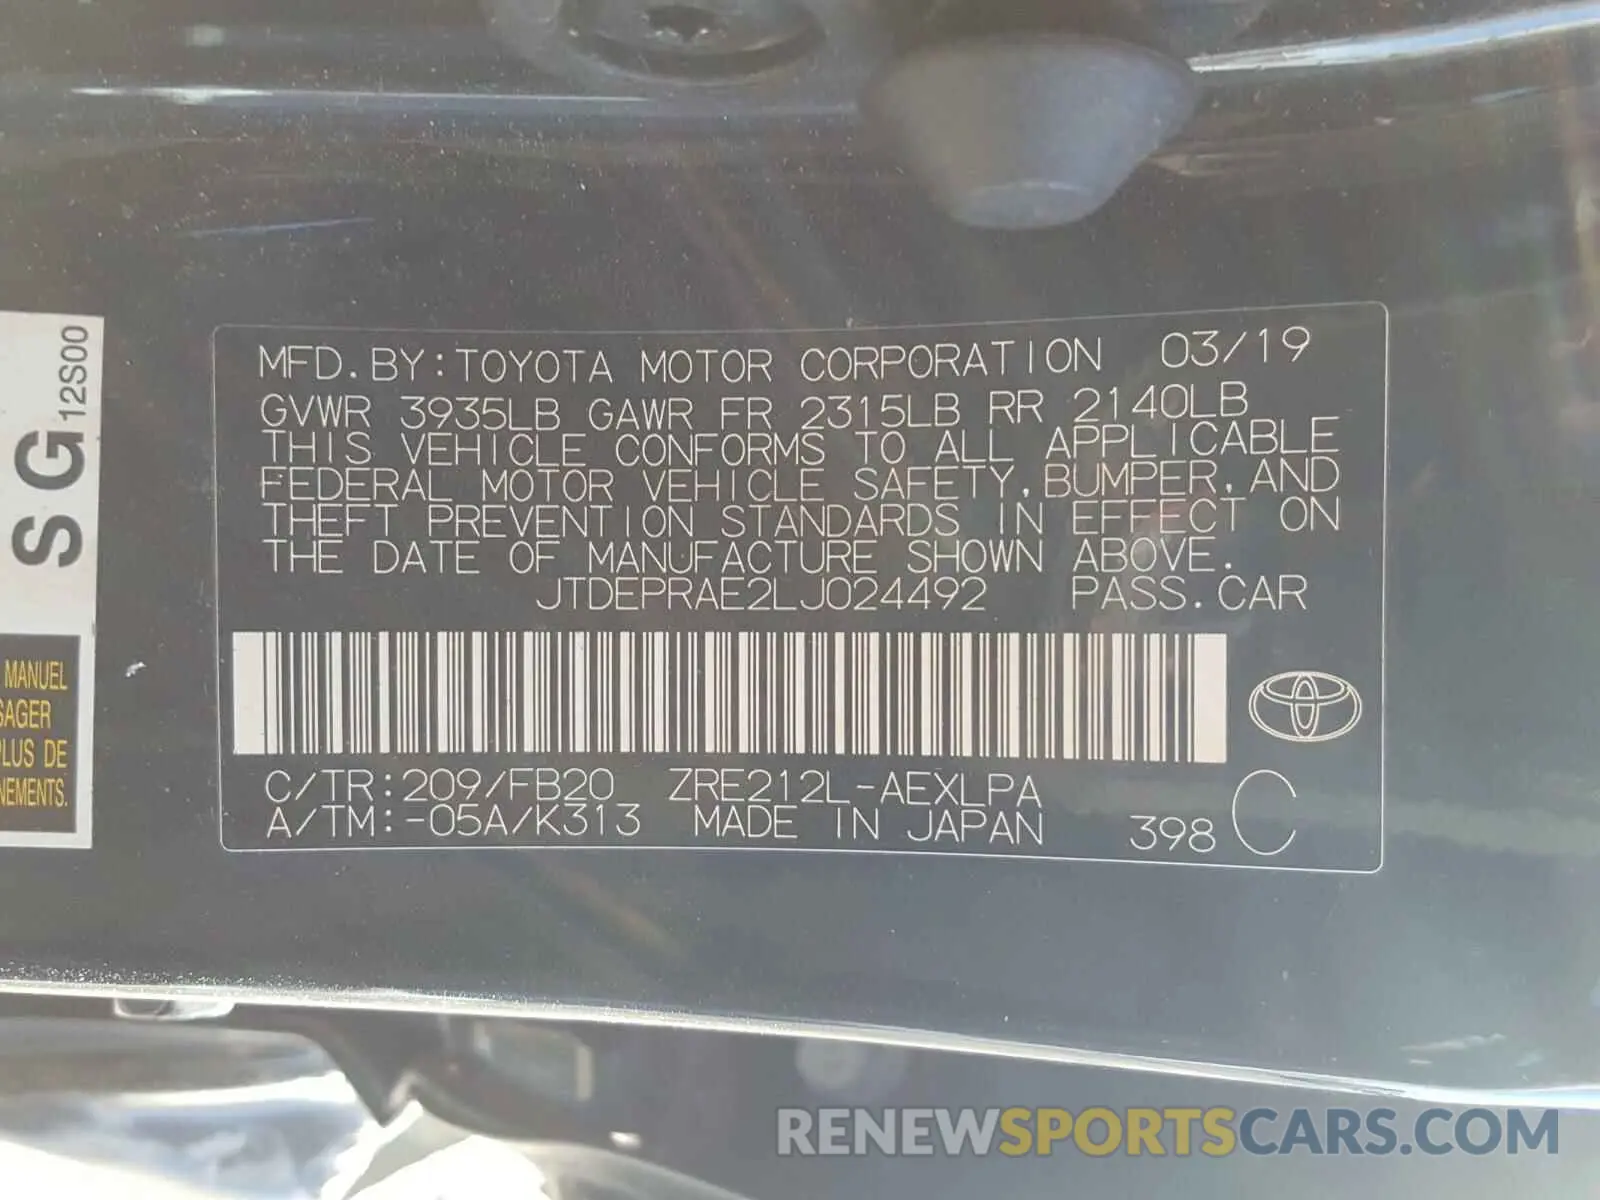 MFD. BY: TOYOTA MOTOR CORPORATION 03/19
GVWR 3935LB GAWR FR 2315LB RR 2140LB
THIS VEHICLE CONFORMS TO ALL APPLICABLE
FEDERAL MOTOR VEHICLE SAFETY, BUMPER, AND
THEFT PREVENTION STANDARDS IN EFFECT ON
THE DATE OF MANUFACTURE SHOWN ABOVE.
JTDEPRAE2LJ024492 PASS. CAR
C/TR: 209/FB20 ZRE212L-AEXLPA
A/TM: -05A/K313 MADE IN JAPAN 398 C
SG 12S00
MANUEL
SAGER
PLUS DE
NEMENTS.
RENEWSPORTSCARS.COM